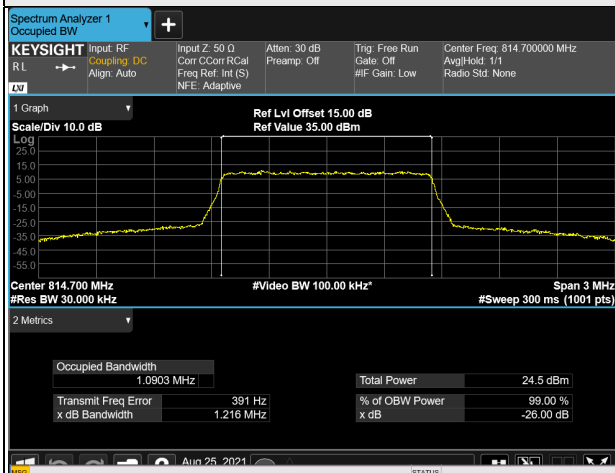 Spectrum Analyzer 1
Occupied BW
+
KEYSIGHT
R L
LXI
Input: RF
Coupling: DC
Align: Auto
Input Z: 50 Ω
Corr CCorr RCal
Freq Ref: Int (S)
NFE: Adaptive
Atten: 30 dB
Preamp: Off
Trig: Free Run
Gate: Off
#IF Gain: Low
Center Freq: 814.700000 MHz
Avg|Hold: 1/1
Radio Std: None
1 Graph
Scale/Div 10.0 dB
Ref Lvl Offset 15.00 dB
Ref Value 35.00 dBm
Log
25.0
15.0
5.00
-5.00
-15.0
-25.0
-35.0
-45.0
-55.0
Center 814.700 MHz
#Video BW 100.00 kHz*
Span 3 MHz
#Res BW 30.000 kHz
#Sweep 300 ms (1001 pts)
2 Metrics
Occupied Bandwidth
1.0903 MHz
Total Power 24.5 dBm
Transmit Freq Error 391 Hz
% of OBW Power 99.00 %
x dB Bandwidth 1.216 MHz
x dB -26.00 dB
Aug 25, 2021
MSG
STATUS